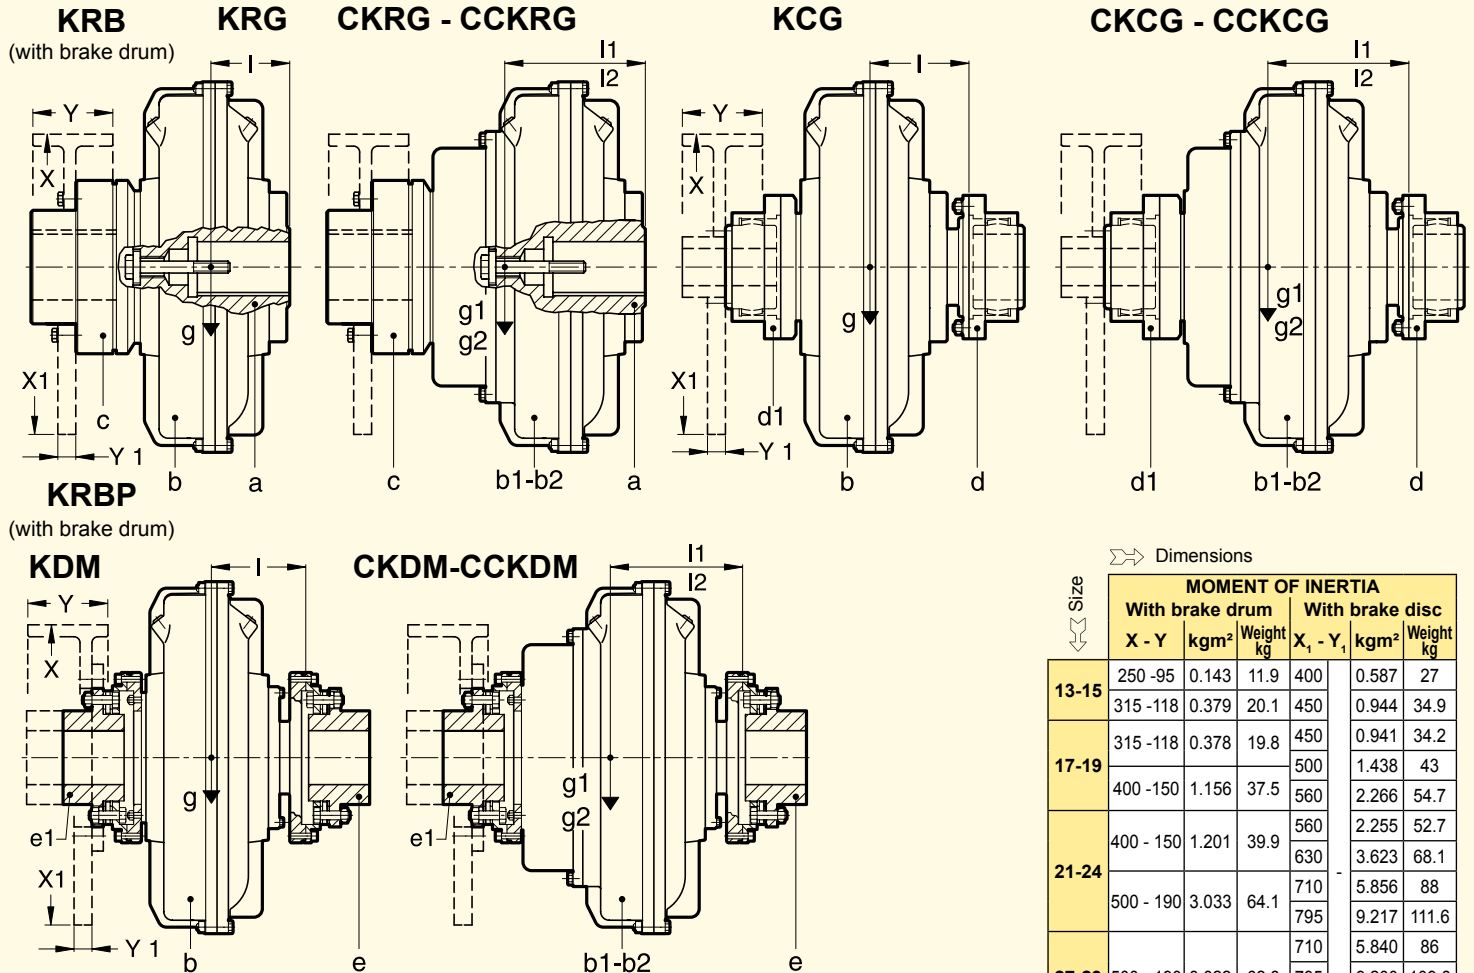 KRB KRG CKRG - CCKRG KCG CKCG - CCKCG
(with brake drum)
I I1 I I1
I2 I2
Y Y
X X
g g1 g g1
g2 g2
X1 X1
c d1
Y 1 Y 1
b a c b1-b2 a b d d1 b1-b2 d
KRBP
(with brake drum)
KDM CKDM-CCKDM
I I1
I2
Y
X
g g1
g2
e1 e1
X1
Y 1 b e b1-b2 e
Dimensions
Size
MOMENT OF INERTIA
With brake drum With brake disc
X - Y kgm² Weight kg X₁ - Y₁ kgm² Weight kg
13-15 250 -95 0.143 11.9 400 0.587 27
315 -118 0.379 20.1 450 0.944 34.9
17-19 315 -118 0.378 19.8 450 0.941 34.2
500 1.438 43
400 -150 1.156 37.5 560 2.266 54.7
21-24 400 - 150 1.201 39.9 560 2.255 52.7
630 3.623 68.1
-
500 - 190 3.033 64.1 710 5.856 88
795 9.217 111.6
710 5.840 86